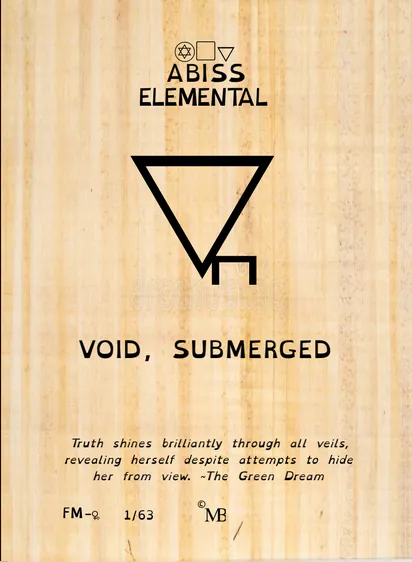 ABISS
ELEMENTAL
VOID, SUBMERGED
Truth shines brilliantly through all veils,
revealing herself despite attempts to hide
her from view. ~The Green Dream
FM-♀ 1/63 © MB